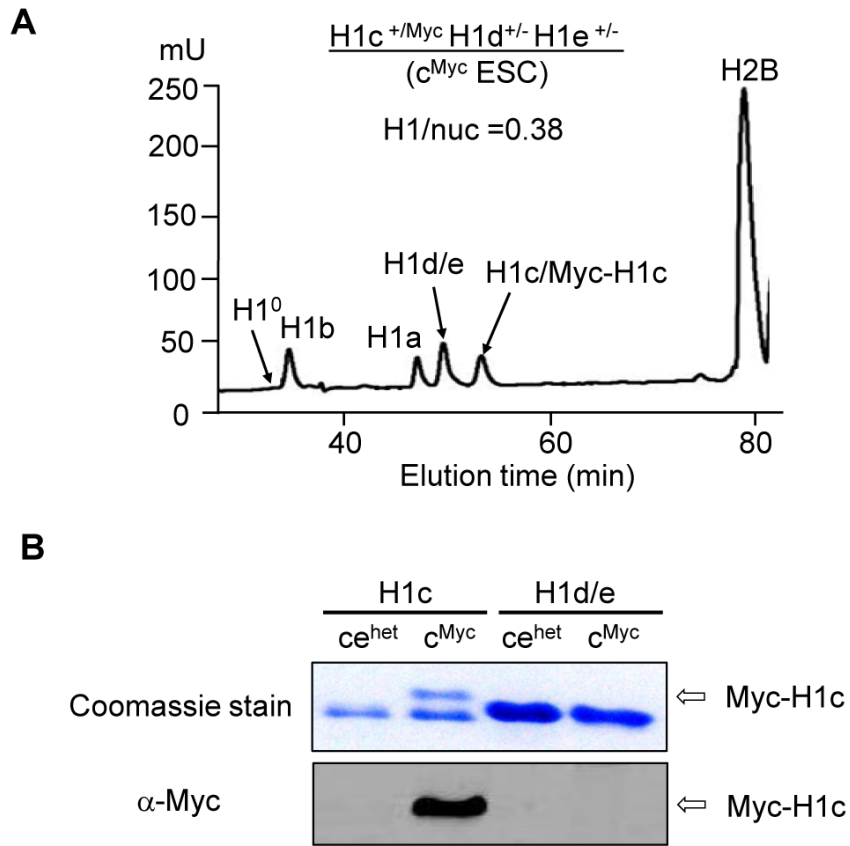 A
mU
H1c +/Myc H1d+/- H1e +/-
(cMyc ESC)
H1/nuc =0.38
H2B
250
200
150
100
50
0
H1d/e
H1c/Myc-H1c
H10
H1b
H1a
40 60 80
Elution time (min)
B
H1c H1d/e
cehet cMyc cehet cMyc
Coomassie stain
⇦ Myc-H1c
α-Myc
⇦ Myc-H1c